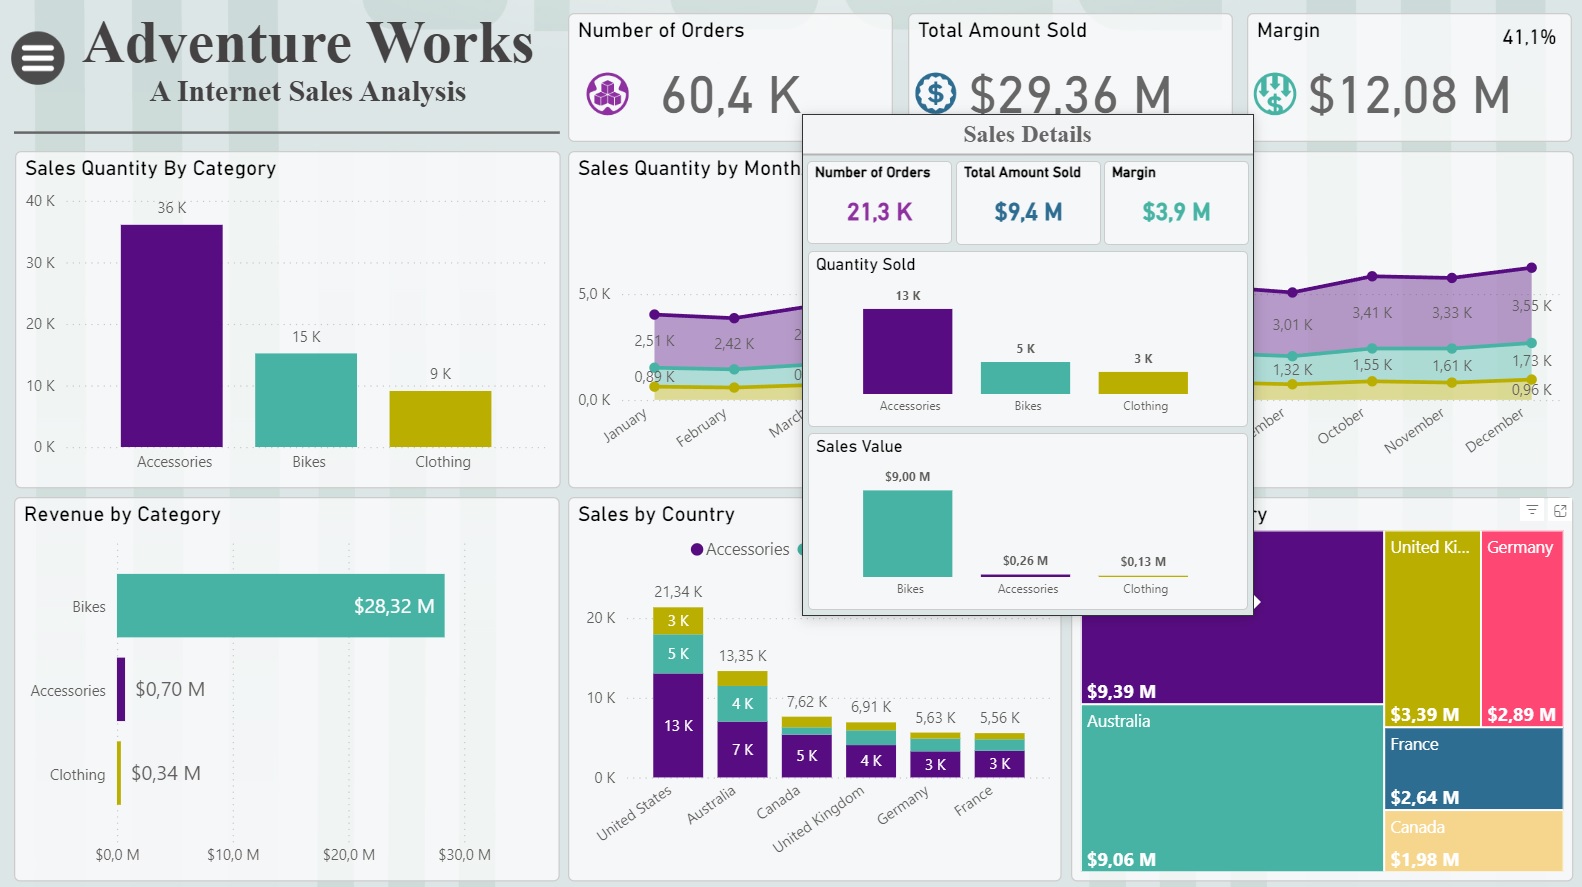 Adventure Works
A Internet Sales Analysis
Number of Orders
60,4 K
Total Amount Sold
$29,36 M
Margin
41,1%
$12,08 M
Sales Quantity By Category
40 K
30 K
20 K
10 K
0 K
36 K
15 K
9 K
Accessories
Bikes
Clothing
Sales Quantity by Month
5,0 K
0,0 K
2,51 K
2,42 K
2
0,89 K
0
3,01 K
3,41 K
3,33 K
3,55 K
1,32 K
1,55 K
1,61 K
1,73 K
0,96 K
January
February
March
ember
October
November
December
Sales Details
Number of Orders
21,3 K
Total Amount Sold
$9,4 M
Margin
$3,9 M
Quantity Sold
13 K
5 K
3 K
Accessories
Bikes
Clothing
Sales Value
$9,00 M
$0,26 M
$0,13 M
Bikes
Accessories
Clothing
Revenue by Category
Bikes
$28,32 M
Accessories
$0,70 M
Clothing
$0,34 M
$0,0 M
$10,0 M
$20,0 M
$30,0 M
Sales by Country
Accessories
20 K
10 K
0 K
21,34 K
3 K
5 K
13 K
13,35 K
4 K
7 K
7,62 K
5 K
6,91 K
4 K
5,63 K
3 K
5,56 K
3 K
United States
Australia
Canada
United Kingdom
Germany
France
ry
$9,39 M
Australia
$9,06 M
United Ki...
$3,39 M
Germany
$2,89 M
France
$2,64 M
Canada
$1,98 M